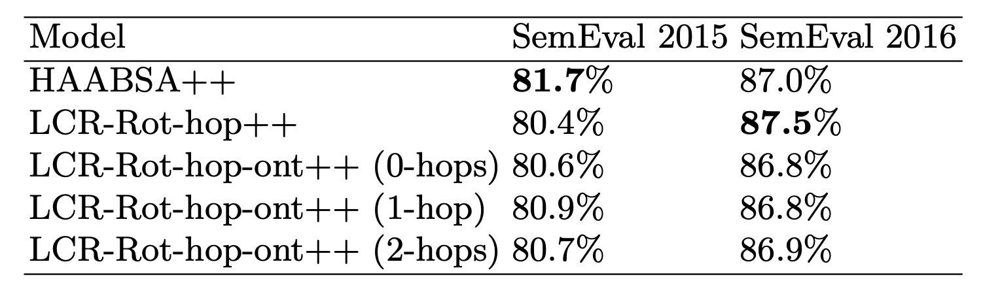 Model SemEval 2015 SemEval 2016
HAABSA++ 81.7% 87.0%
LCR-Rot-hop++ 80.4% 87.5%
LCR-Rot-hop-ont++ (0-hops) 80.6% 86.8%
LCR-Rot-hop-ont++ (1-hop) 80.9% 86.8%
LCR-Rot-hop-ont++ (2-hops) 80.7% 86.9%